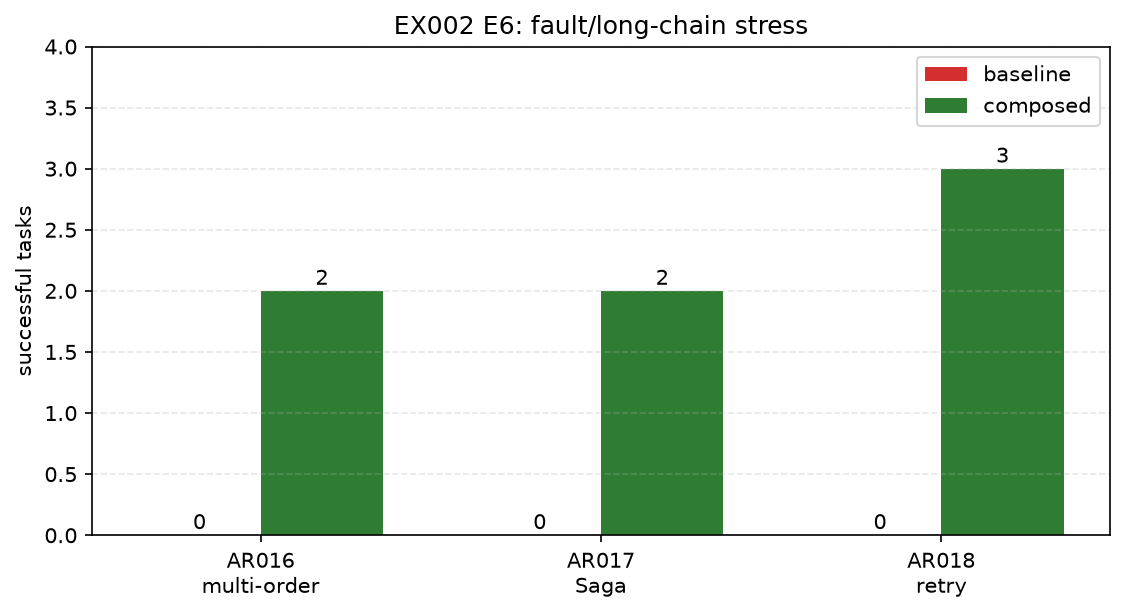 EX002 E6: fault/long-chain stress
successful tasks
4.0
3.5
3.0
2.5
2.0
1.5
1.0
0.5
0.0
baseline
composed
0
2
0
2
0
3
AR016
multi-order
AR017
Saga
AR018
retry